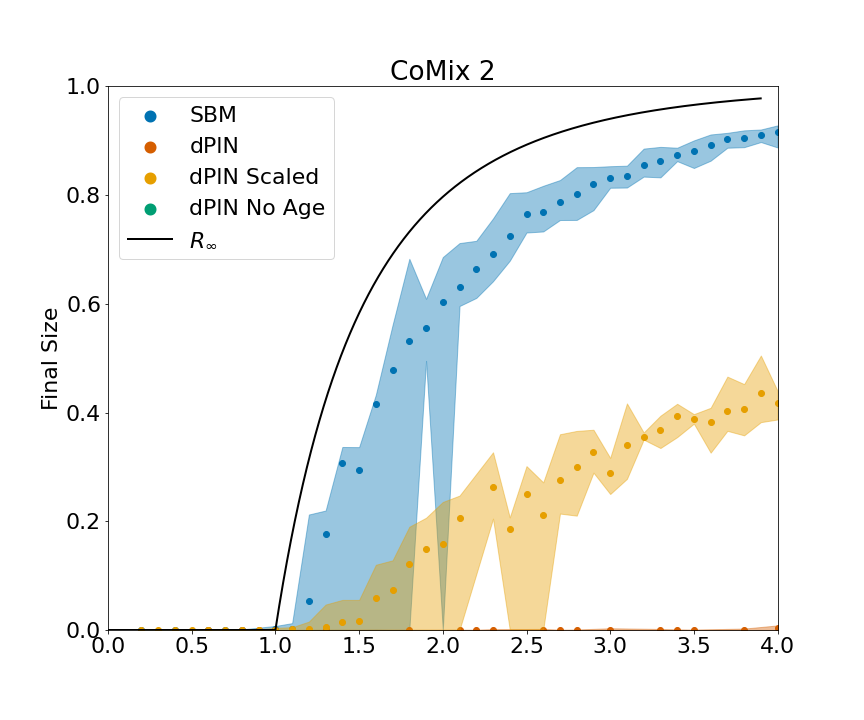 CoMix 2
1.0
0.8
0.6
0.4
0.2
0.0
Final Size
SBM
dPIN
dPIN Scaled
dPIN No Age
R∞
0.0 0.5 1.0 1.5 2.0 2.5 3.0 3.5 4.0